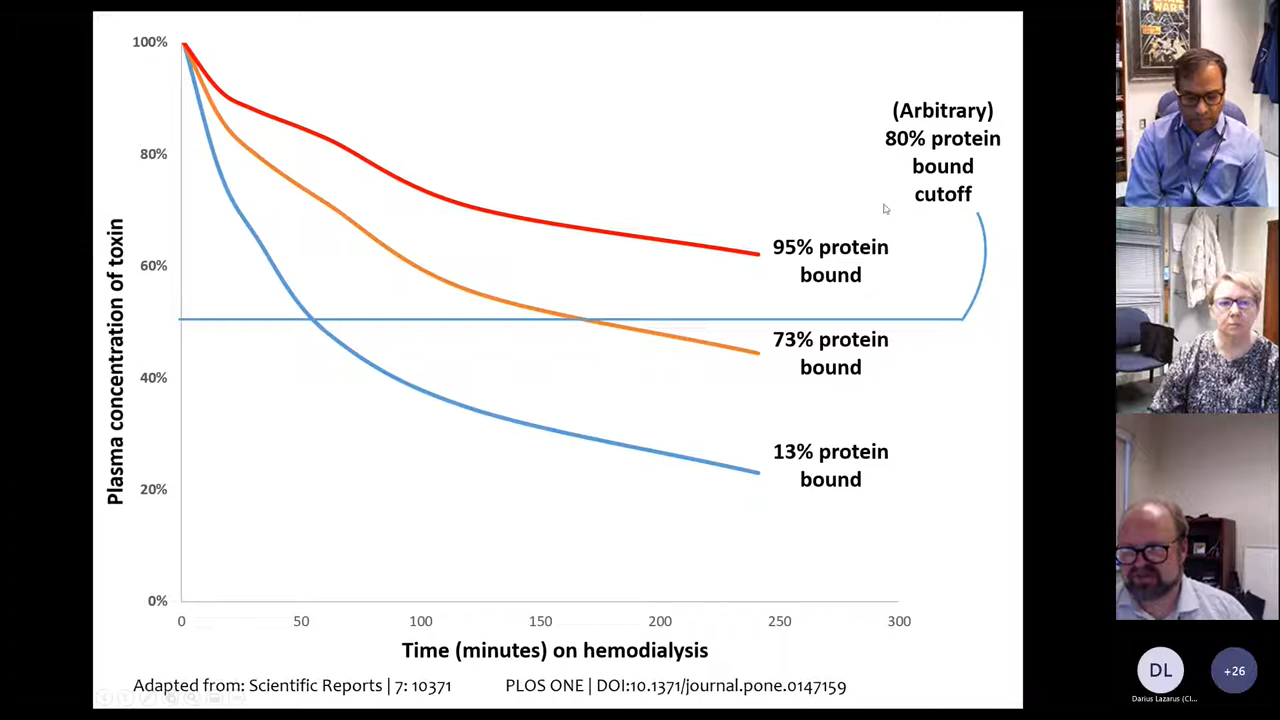 100%
80%
60%
40%
20%
0%
Plasma concentration of toxin
0 50 100 150 200 250 300
Time (minutes) on hemodialysis
(Arbitrary)
80% protein
bound
cutoff
95% protein
bound
73% protein
bound
13% protein
bound
Adapted from: Scientific Reports | 7: 10371 PLOS ONE | DOI:10.1371/journal.pone.0147159
WARS
DL
Darius Lazarus (Cl...
+26